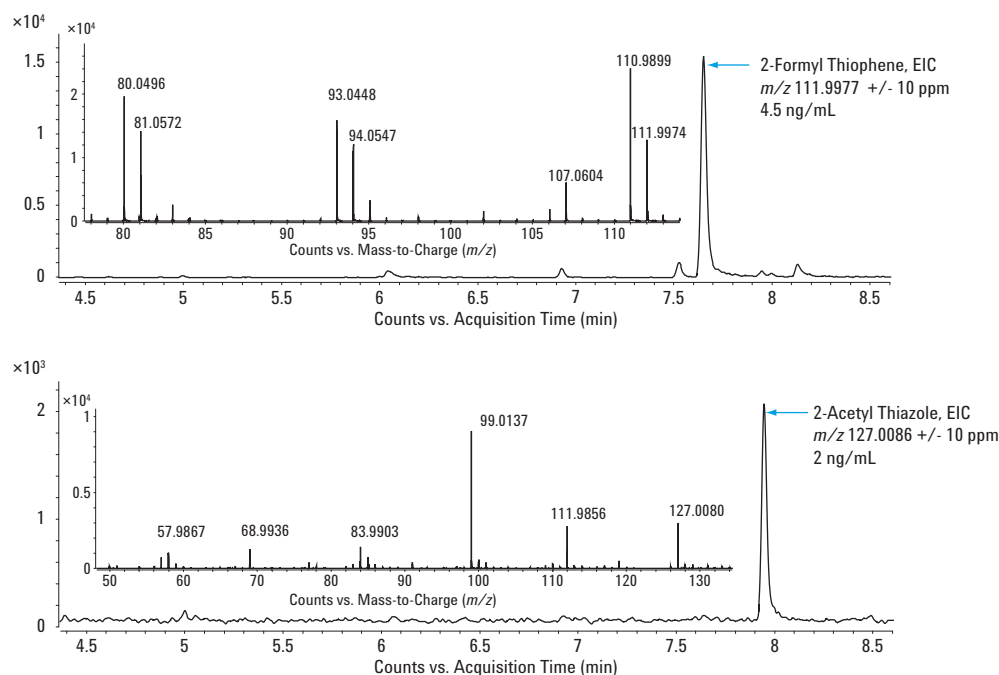 ×10⁴
1.5
1
0.5
0
×10⁴
2
1
0
80.0496
81.0572
93.0448
94.0547
107.0604
110.9899
111.9974
80 85 90 95 100 105 110
Counts vs. Mass-to-Charge (m/z)
2-Formyl Thiophene, EIC
m/z 111.9977 +/- 10 ppm
4.5 ng/mL
4.5 5 5.5 6 6.5 7 7.5 8 8.5
Counts vs. Acquisition Time (min)
×10³
2
1
0
×10⁴
1
0.5
0
57.9867
68.9936
83.9903
99.0137
111.9856
127.0080
50 60 70 80 90 100 110 120 130
Counts vs. Mass-to-Charge (m/z)
2-Acetyl Thiazole, EIC
m/z 127.0086 +/- 10 ppm
2 ng/mL
4.5 5 5.5 6 6.5 7 7.5 8 8.5
Counts vs. Acquisition Time (min)